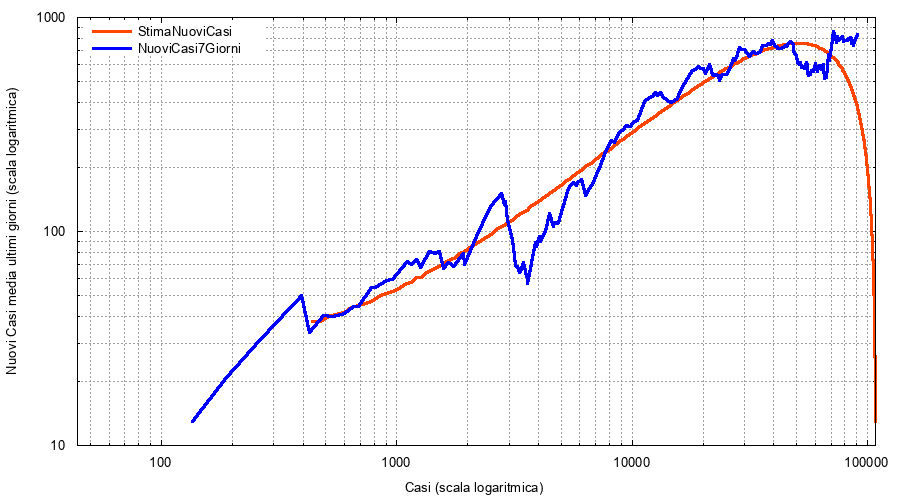 1000
StimaNuoviCasi
NuoviCasi7Giorni
100
10
Nuovi Casi media ultimi giorni (scala logaritmica)
100
1000
10000
100000
Casi (scala logaritmica)